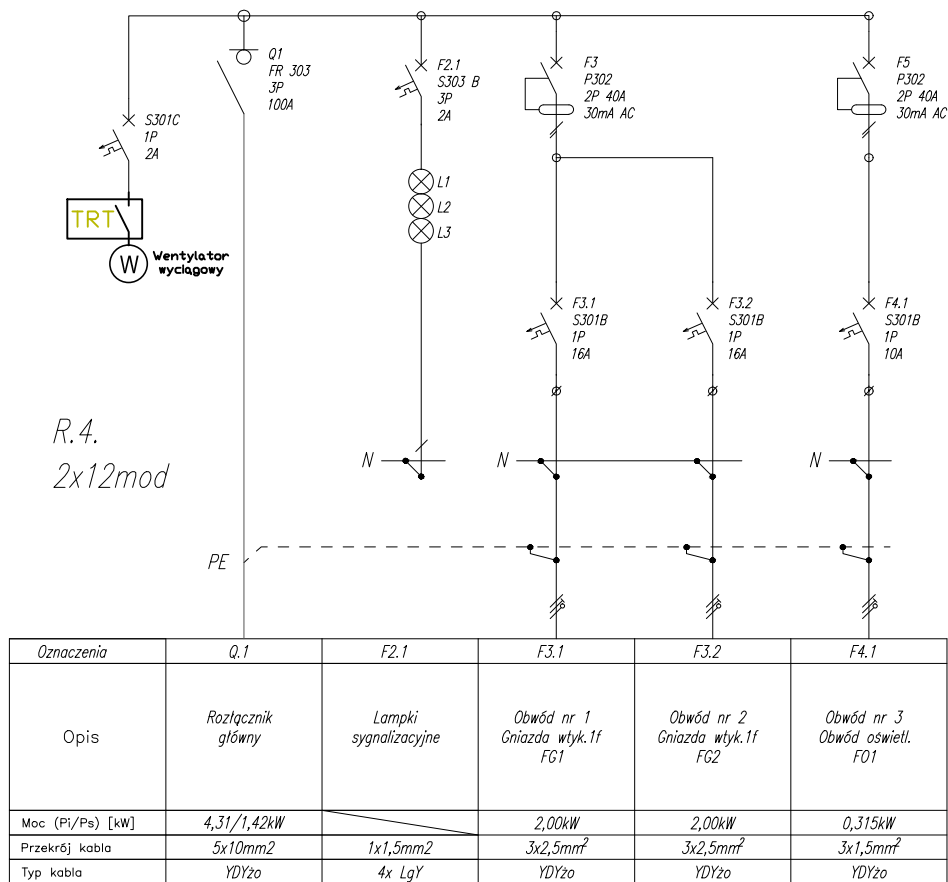 Q1
FR 303
3P
100A
F2.1
S303 B
3P
2A
F3
P302
2P 40A
30mA AC
F5
P302
2P 40A
30mA AC
S301C
1P
2A
TRT
W
Wentylator
wyciągowy
L1
L2
L3
F3.1
S301B
1P
16A
F3.2
S301B
1P
16A
F4.1
S301B
1P
10A
R.4.
2x12mod
N
N
N
PE
Oznaczenia Q.1 F2.1 F3.1 F3.2 F4.1
Opis
Rozłącznik
główny
Lampki
sygnalizacyjne
Obwód nr 1
Gniazda wtyk.1f
FG1
Obwód nr 2
Gniazda wtyk.1f
FG2
Obwód nr 3
Obwód oświetl.
FO1
Moc (Pi/Ps) [kW] 4,31/1,42kW 2,00kW 2,00kW 0,315kW
Przekrój kabla 5x10mm2 1x1,5mm2 3x2,5mm² 3x2,5mm² 3x1,5mm²
Typ kabla YDYżo 4x LgY YDYżo YDYżo YDYżo